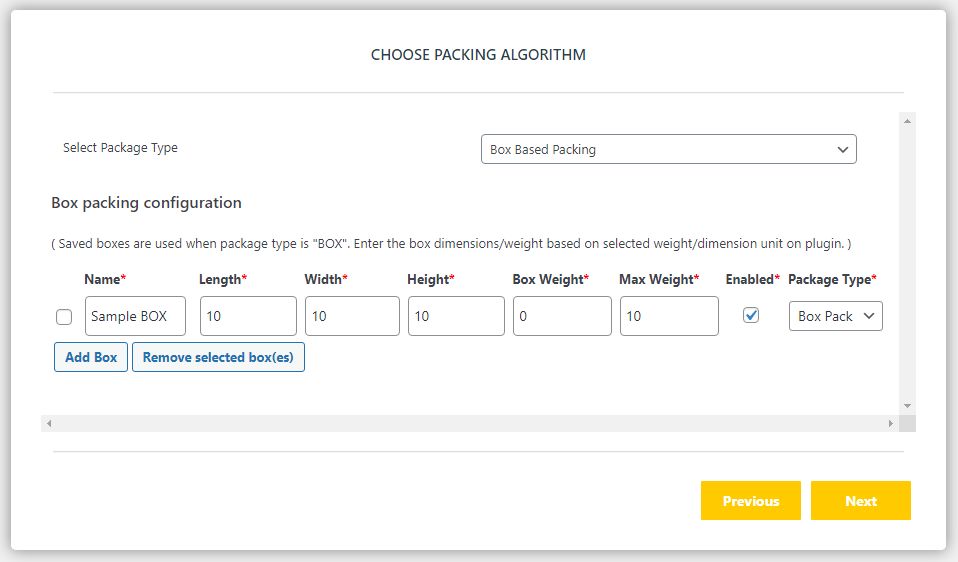 CHOOSE PACKING ALGORITHM
Select Package Type Box Based Packing
Box packing configuration
( Saved boxes are used when package type is "BOX". Enter the box dimensions/weight based on selected weight/dimension unit on plugin. )
Name* Length* Width* Height* Box Weight* Max Weight* Enabled* Package Type*
Sample BOX 10 10 10 0 10 Box Pack
Add Box Remove selected box(es)
Previous Next